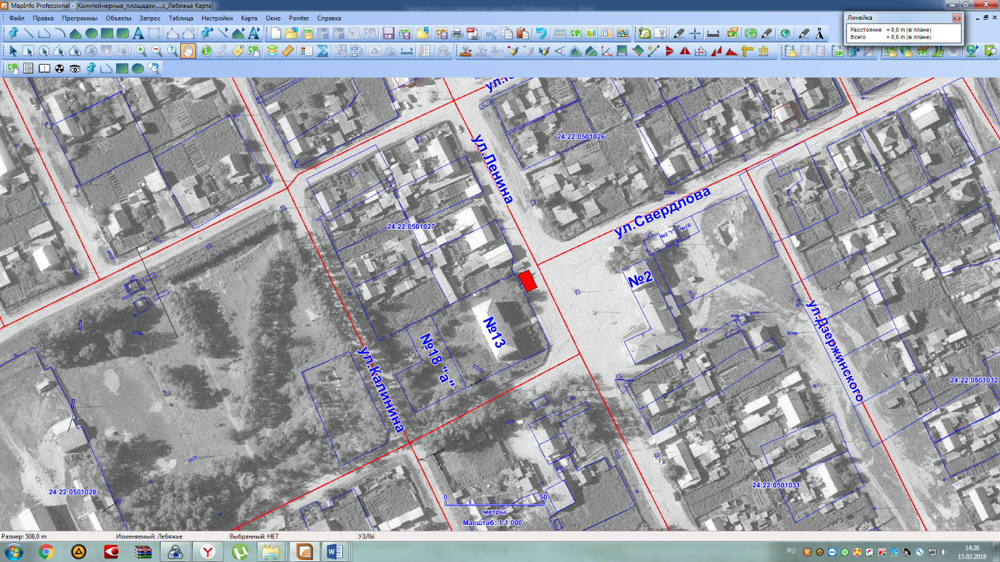 MapInfo Professional - [Колнтейнерные_площадки,..,с_Лебяжье Карта]
Файл Правка Программы Объекты Запрос Таблица Настройки Карта Окно Pointer Справка
Линейка
Расстояние = 0,0 m (в плане)
Всего = 0,0 m (в плане)
ул.Ленина
24:22:0501026
ул.Свердлова
24:22:0501027
№2 "г"
№2В
№2
№13
№18 "а"
ул.Калинина
ул.Дзержинского
24:22:0501032
24:22:0501031
24:22:0501028
0 50
метры
Масштаб: 1:1 000
Размер: 508,0 m Изменяемый: Лебяжье Выбранный: НЕТ УЗЛЫ
RU
14:26
15.02.2018